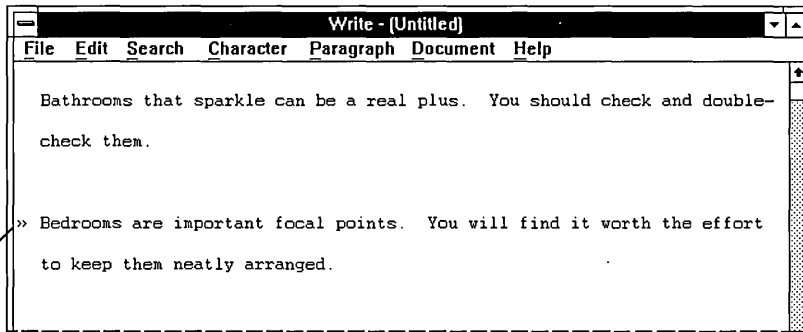 Write - (Untitled)
File Edit Search Character Paragraph Document Help
Bathrooms that sparkle can be a real plus. You should check and double-
check them.
» Bedrooms are important focal points. You will find it worth the effort
to keep them neatly arranged.